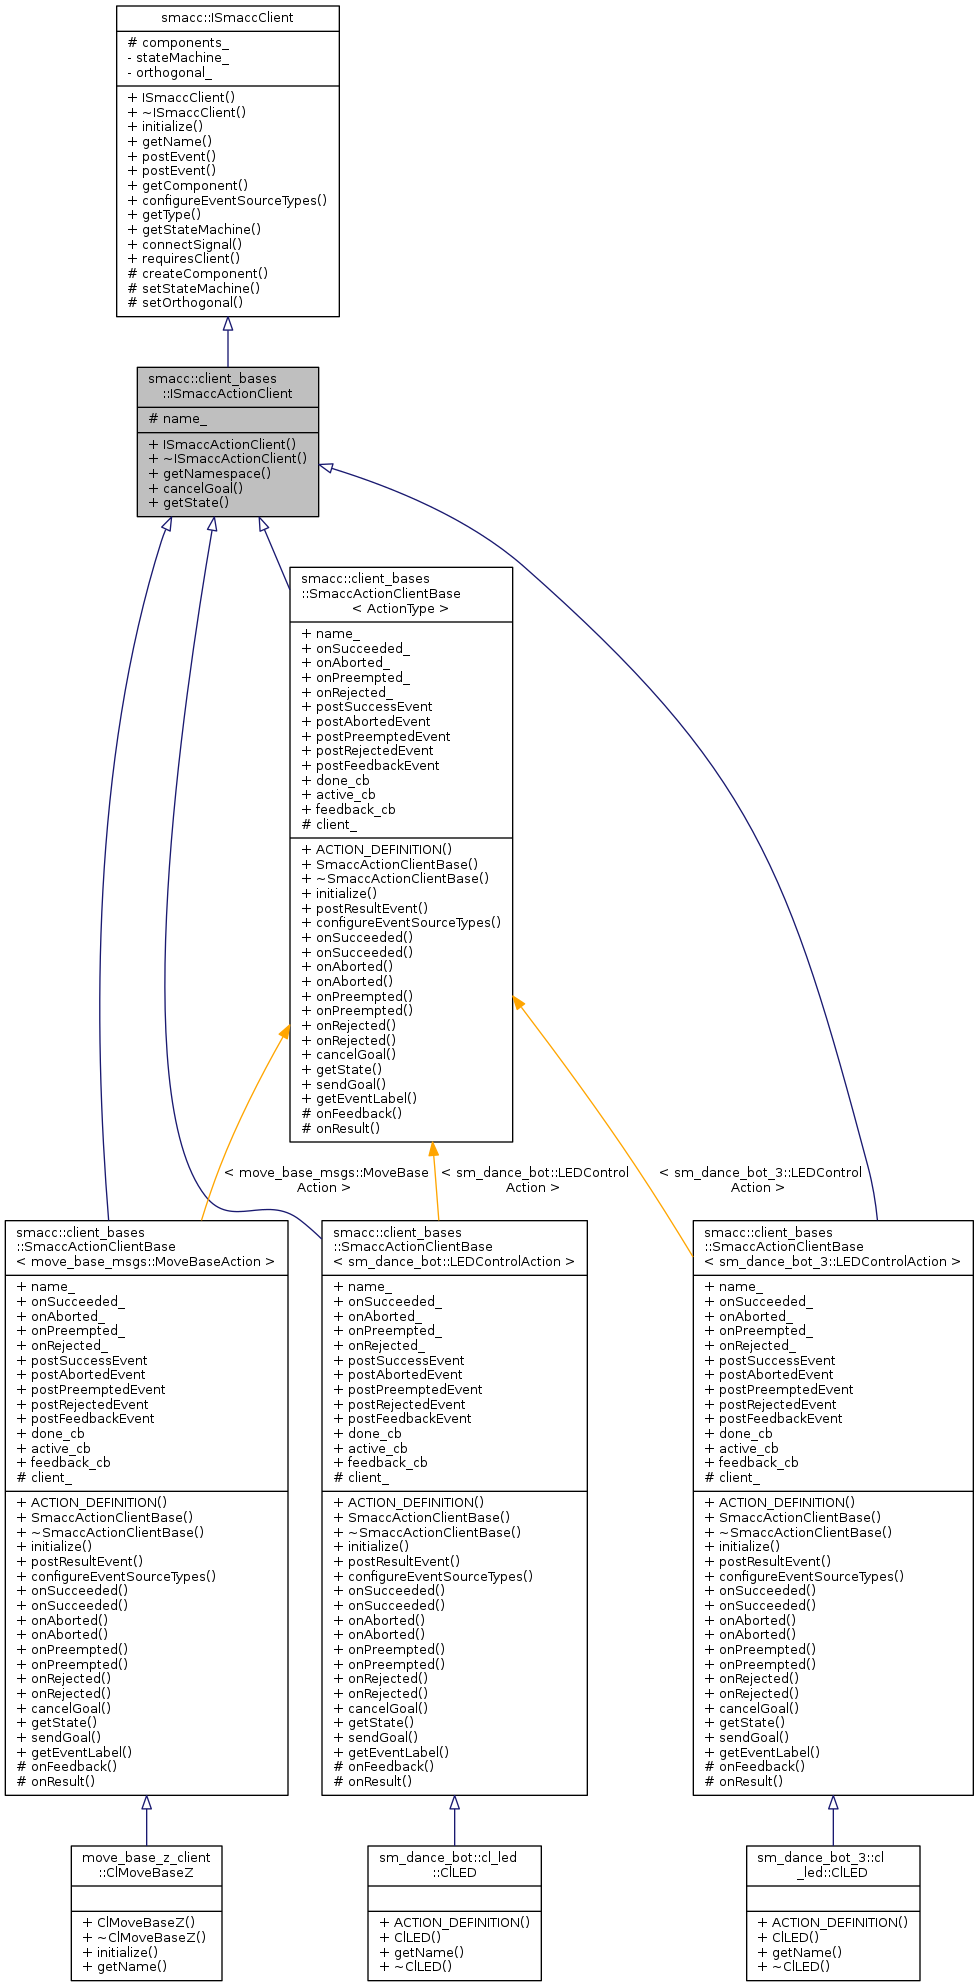 smacc::ISmaccClient
# components_
- stateMachine_
- orthogonal_
+ ISmaccClient()
+ ~ISmaccClient()
+ initialize()
+ getName()
+ postEvent()
+ postEvent()
+ getComponent()
+ configureEventSourceTypes()
+ getType()
+ getStateMachine()
+ connectSignal()
+ requiresClient()
# createComponent()
# setStateMachine()
# setOrthogonal()
smacc::client_bases
::ISmaccActionClient
# name_
+ ISmaccActionClient()
+ ~ISmaccActionClient()
+ getNamespace()
+ cancelGoal()
+ getState()
smacc::client_bases
::SmaccActionClientBase
< ActionType >
+ name_
+ onSucceeded_
+ onAborted_
+ onPreempted_
+ onRejected_
+ postSuccessEvent
+ postAbortedEvent
+ postPreemptedEvent
+ postRejectedEvent
+ postFeedbackEvent
+ done_cb
+ active_cb
+ feedback_cb
# client_
+ ACTION_DEFINITION()
+ SmaccActionClientBase()
+ ~SmaccActionClientBase()
+ initialize()
+ postResultEvent()
+ configureEventSourceTypes()
+ onSucceeded()
+ onSucceeded()
+ onAborted()
+ onAborted()
+ onPreempted()
+ onPreempted()
+ onRejected()
+ onRejected()
+ cancelGoal()
+ getState()
+ sendGoal()
+ getEventLabel()
# onFeedback()
# onResult()
< move_base_msgs::MoveBase
Action >
< sm_dance_bot::LEDControl
Action >
< sm_dance_bot_3::LEDControl
Action >
smacc::client_bases
::SmaccActionClientBase
< move_base_msgs::MoveBaseAction >
+ name_
+ onSucceeded_
+ onAborted_
+ onPreempted_
+ onRejected_
+ postSuccessEvent
+ postAbortedEvent
+ postPreemptedEvent
+ postRejectedEvent
+ postFeedbackEvent
+ done_cb
+ active_cb
+ feedback_cb
# client_
+ ACTION_DEFINITION()
+ SmaccActionClientBase()
+ ~SmaccActionClientBase()
+ initialize()
+ postResultEvent()
+ configureEventSourceTypes()
+ onSucceeded()
+ onSucceeded()
+ onAborted()
+ onAborted()
+ onPreempted()
+ onPreempted()
+ onRejected()
+ onRejected()
+ cancelGoal()
+ getState()
+ sendGoal()
+ getEventLabel()
# onFeedback()
# onResult()
smacc::client_bases
::SmaccActionClientBase
< sm_dance_bot::LEDControlAction >
+ name_
+ onSucceeded_
+ onAborted_
+ onPreempted_
+ onRejected_
+ postSuccessEvent
+ postAbortedEvent
+ postPreemptedEvent
+ postRejectedEvent
+ postFeedbackEvent
+ done_cb
+ active_cb
+ feedback_cb
# client_
+ ACTION_DEFINITION()
+ SmaccActionClientBase()
+ ~SmaccActionClientBase()
+ initialize()
+ postResultEvent()
+ configureEventSourceTypes()
+ onSucceeded()
+ onSucceeded()
+ onAborted()
+ onAborted()
+ onPreempted()
+ onPreempted()
+ onRejected()
+ onRejected()
+ cancelGoal()
+ getState()
+ sendGoal()
+ getEventLabel()
# onFeedback()
# onResult()
smacc::client_bases
::SmaccActionClientBase
< sm_dance_bot_3::LEDControlAction >
+ name_
+ onSucceeded_
+ onAborted_
+ onPreempted_
+ onRejected_
+ postSuccessEvent
+ postAbortedEvent
+ postPreemptedEvent
+ postRejectedEvent
+ postFeedbackEvent
+ done_cb
+ active_cb
+ feedback_cb
# client_
+ ACTION_DEFINITION()
+ SmaccActionClientBase()
+ ~SmaccActionClientBase()
+ initialize()
+ postResultEvent()
+ configureEventSourceTypes()
+ onSucceeded()
+ onSucceeded()
+ onAborted()
+ onAborted()
+ onPreempted()
+ onPreempted()
+ onRejected()
+ onRejected()
+ cancelGoal()
+ getState()
+ sendGoal()
+ getEventLabel()
# onFeedback()
# onResult()
move_base_z_client
::ClMoveBaseZ
+ ClMoveBaseZ()
+ ~ClMoveBaseZ()
+ initialize()
+ getName()
sm_dance_bot::cl_led
::ClLED
+ ACTION_DEFINITION()
+ ClLED()
+ getName()
+ ~ClLED()
sm_dance_bot_3::cl
_led::ClLED
+ ACTION_DEFINITION()
+ ClLED()
+ getName()
+ ~ClLED()